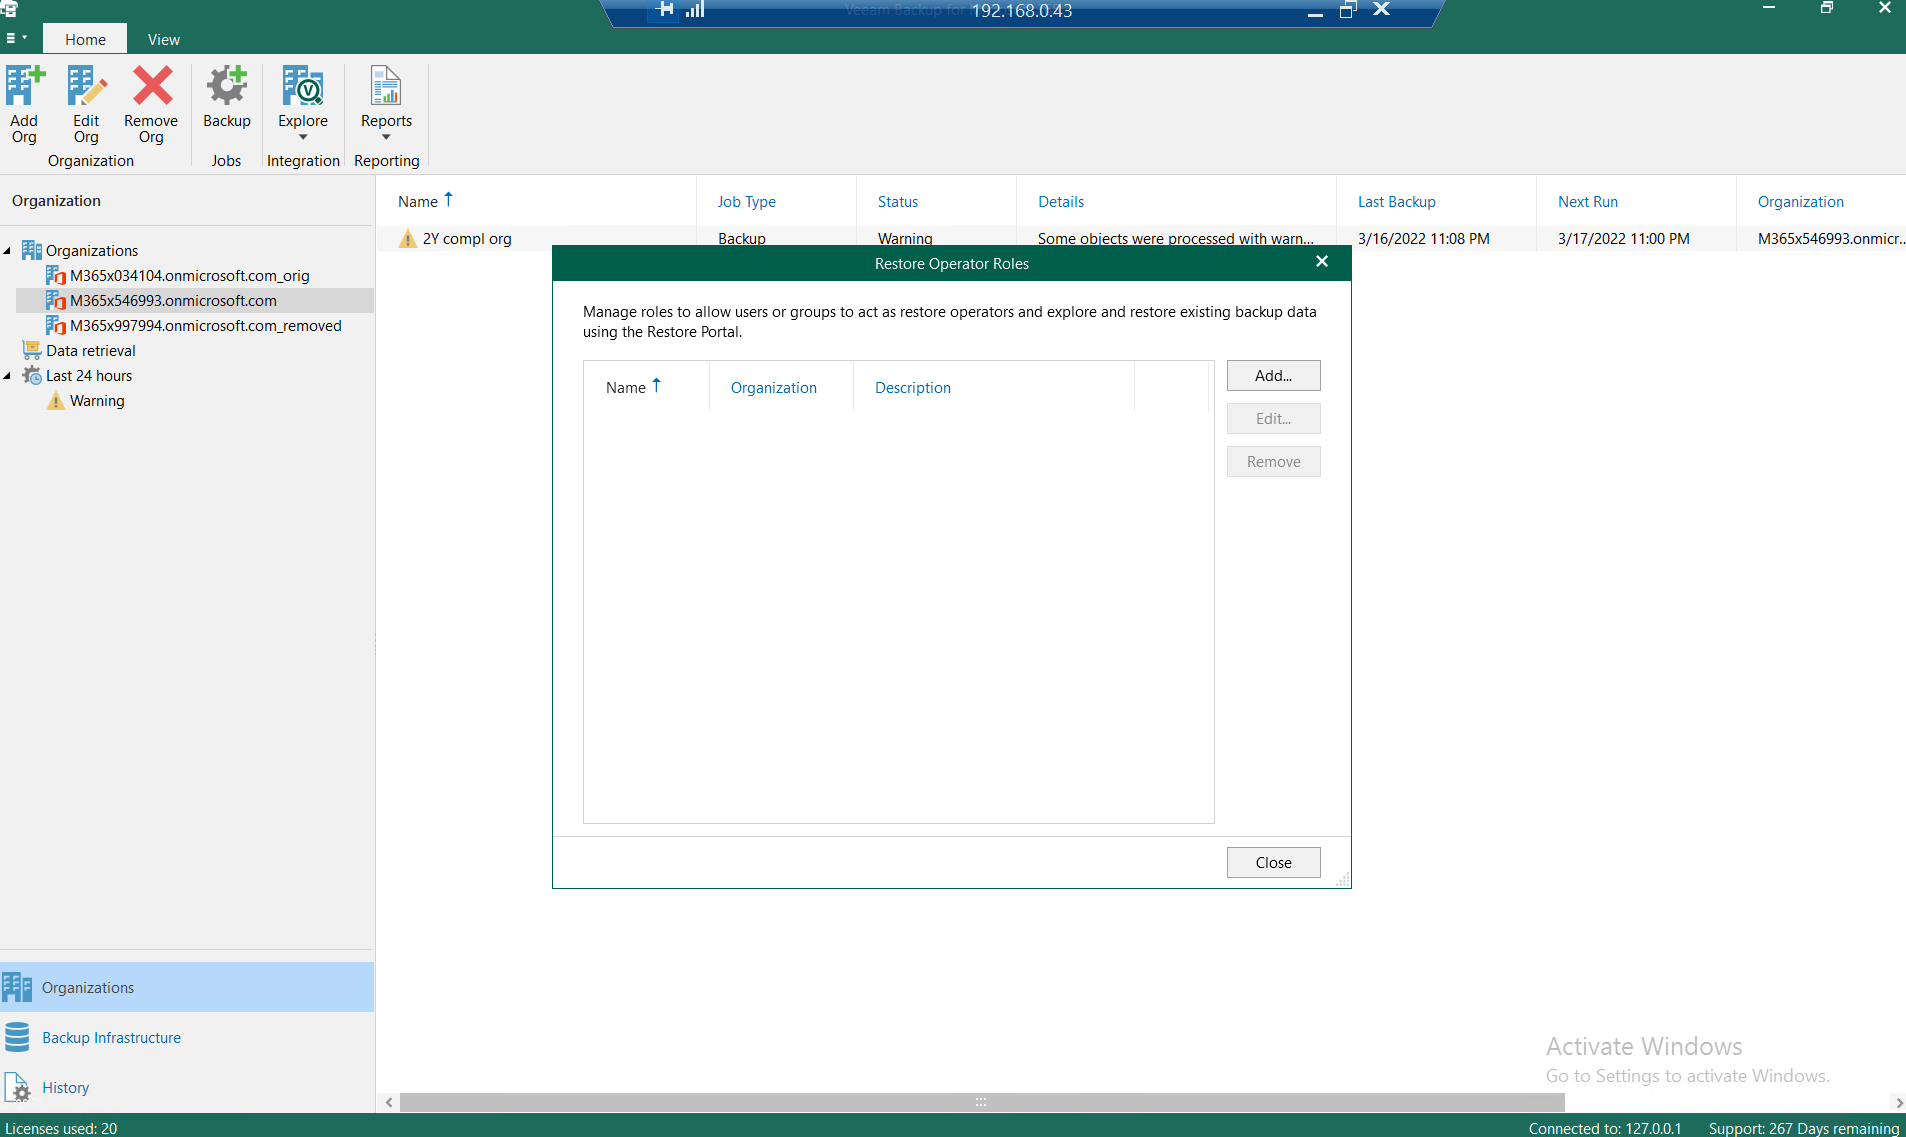 Veeam Backup for
192.168.0.43
Home
View
Add
Org
Edit
Org
Remove
Org
Backup
Explore
Reports
Organization
Jobs
Integration
Reporting
Organization
Organizations
M365x034104.onmicrosoft.com_orig
M365x546993.onmicrosoft.com
M365x997994.onmicrosoft.com_removed
Data retrieval
Last 24 hours
Warning
Name
Job Type
Status
Details
Last Backup
Next Run
Organization
2Y compl org
Backup
Warning
Some objects were processed with warn...
3/16/2022 11:08 PM
3/17/2022 11:00 PM
M365x546993.onmicr...
Restore Operator Roles
Manage roles to allow users or groups to act as restore operators and explore and restore existing backup data
using the Restore Portal.
Name
Organization
Description
Add...
Edit...
Remove
Close
Organizations
Backup Infrastructure
History
Activate Windows
Go to Settings to activate Windows.
Licenses used: 20
Connected to: 127.0.0.1
Support: 267 Days remaining